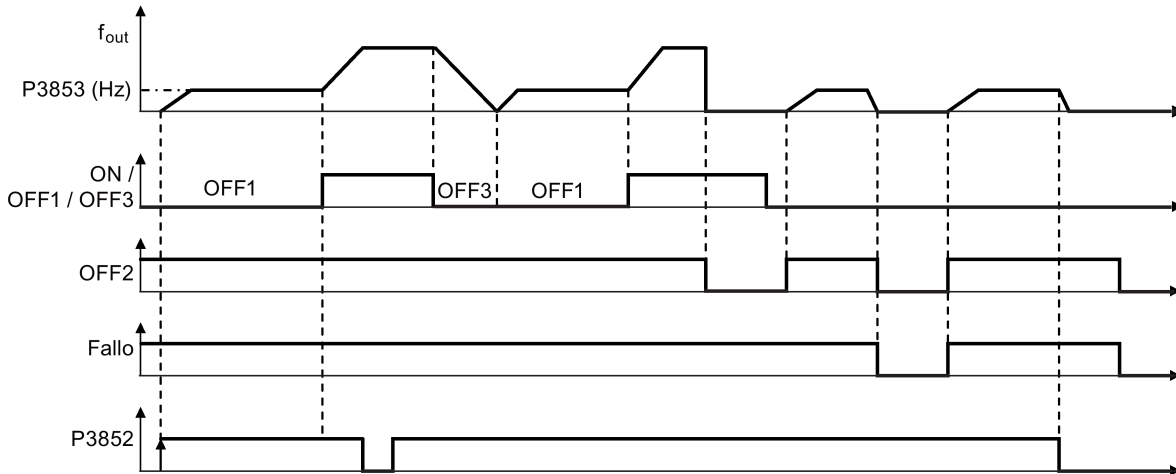 f_out
P3853 (Hz)
ON /
OFF1 / OFF3
OFF1
OFF3
OFF1
OFF2
Fallo
P3852